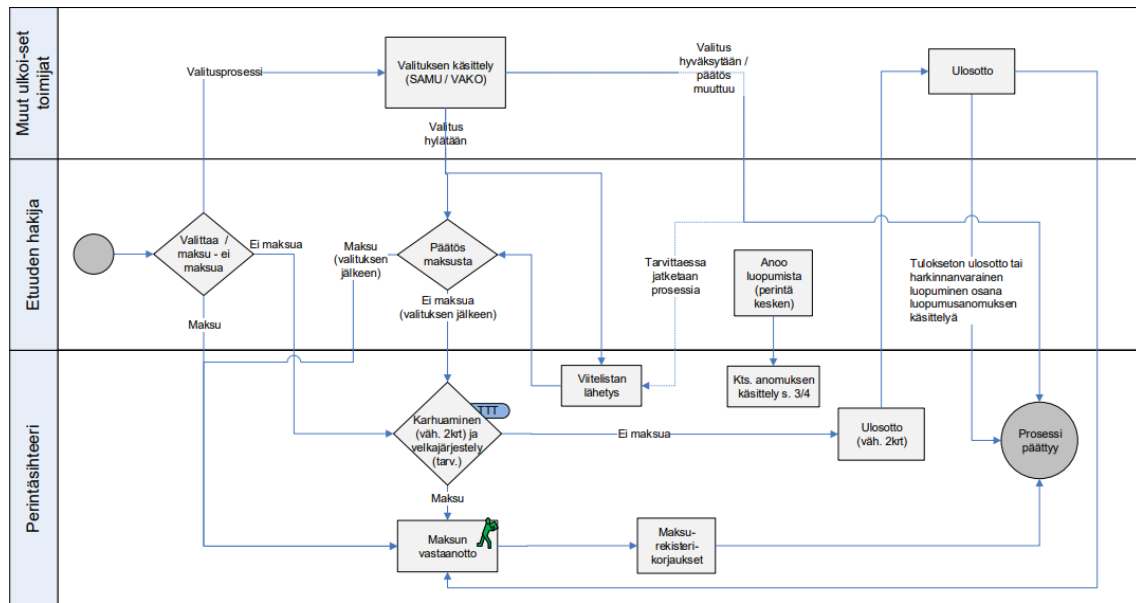 Muut ulkoi-set
toimijat
Valitusprosessi
Valituksen käsittely
(SAMU / VAKO)
Valitus
hyväksytään /
päätös
muuttuu
Ulosotto
Valitus
hylätään
Etuuden hakija
Valittaa /
maksu - ei
maksua
Ei maksua
Maksu
Maksu
(valituksen
jälkeen)
Päätös
maksusta
Ei maksua
(valituksen jälkeen)
Tarvittaessa
jatketaan
prosessia
Anoo
luopumista
(perintä
kesken)
Tulokseton ulosotto tai
harkinnanvarainen
luopuminen osana
luopumusanomuksen
käsittelyä
Perintäsihteeri
Viitelistan
lähetys
Kts. anomuksen
käsittely s. 3/4
TTT
Karhuaminen
(väh. 2krt) ja
velkajärjestely
(tarv.)
Ei maksua
Ulosotto
(väh. 2krt)
Prosessi
päättyy
Maksu
Maksun
vastaanotto
Maksu-
rekisteri-
korjaukset